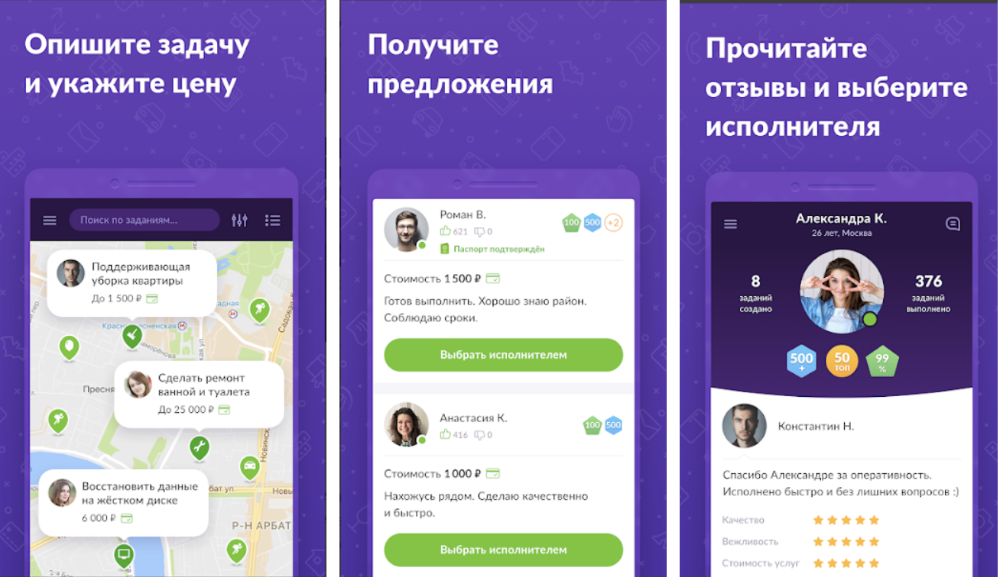 Опишите задачу
и укажите цену
Поиск по заданиям...
Поддерживающая
уборка квартиры
До 1 500 ₽
Сделать ремонт
ванной и туалета
До 25 000 ₽
Восстановить данные
на жёстком диске
6 000 ₽
Садовая
Новинский
Р-Н АРБАТ
Получите
предложения
Роман В.
621 0
100 500 +2
Паспорт подтверждён
Стоимость 1 500 ₽
Готов выполнить. Хорошо знаю район.
Соблюдаю сроки.
Выбрать исполнителем
Анастасия К.
416 0
100 500
Стоимость 1 000 ₽
Нахожусь рядом. Сделаю качественно
и быстро.
Выбрать исполнителем
Прочитайте
отзывы и выберите
исполнителя
Александра К.
26 лет, Москва
8
заданий
создано
376
заданий
выполнено
500
+
50
ТОП
99
%
Константин Н.
Спасибо Александре за оперативность.
Исполнено быстро и без лишних вопросов :)
Качество
Вежливость
Стоимость услуг